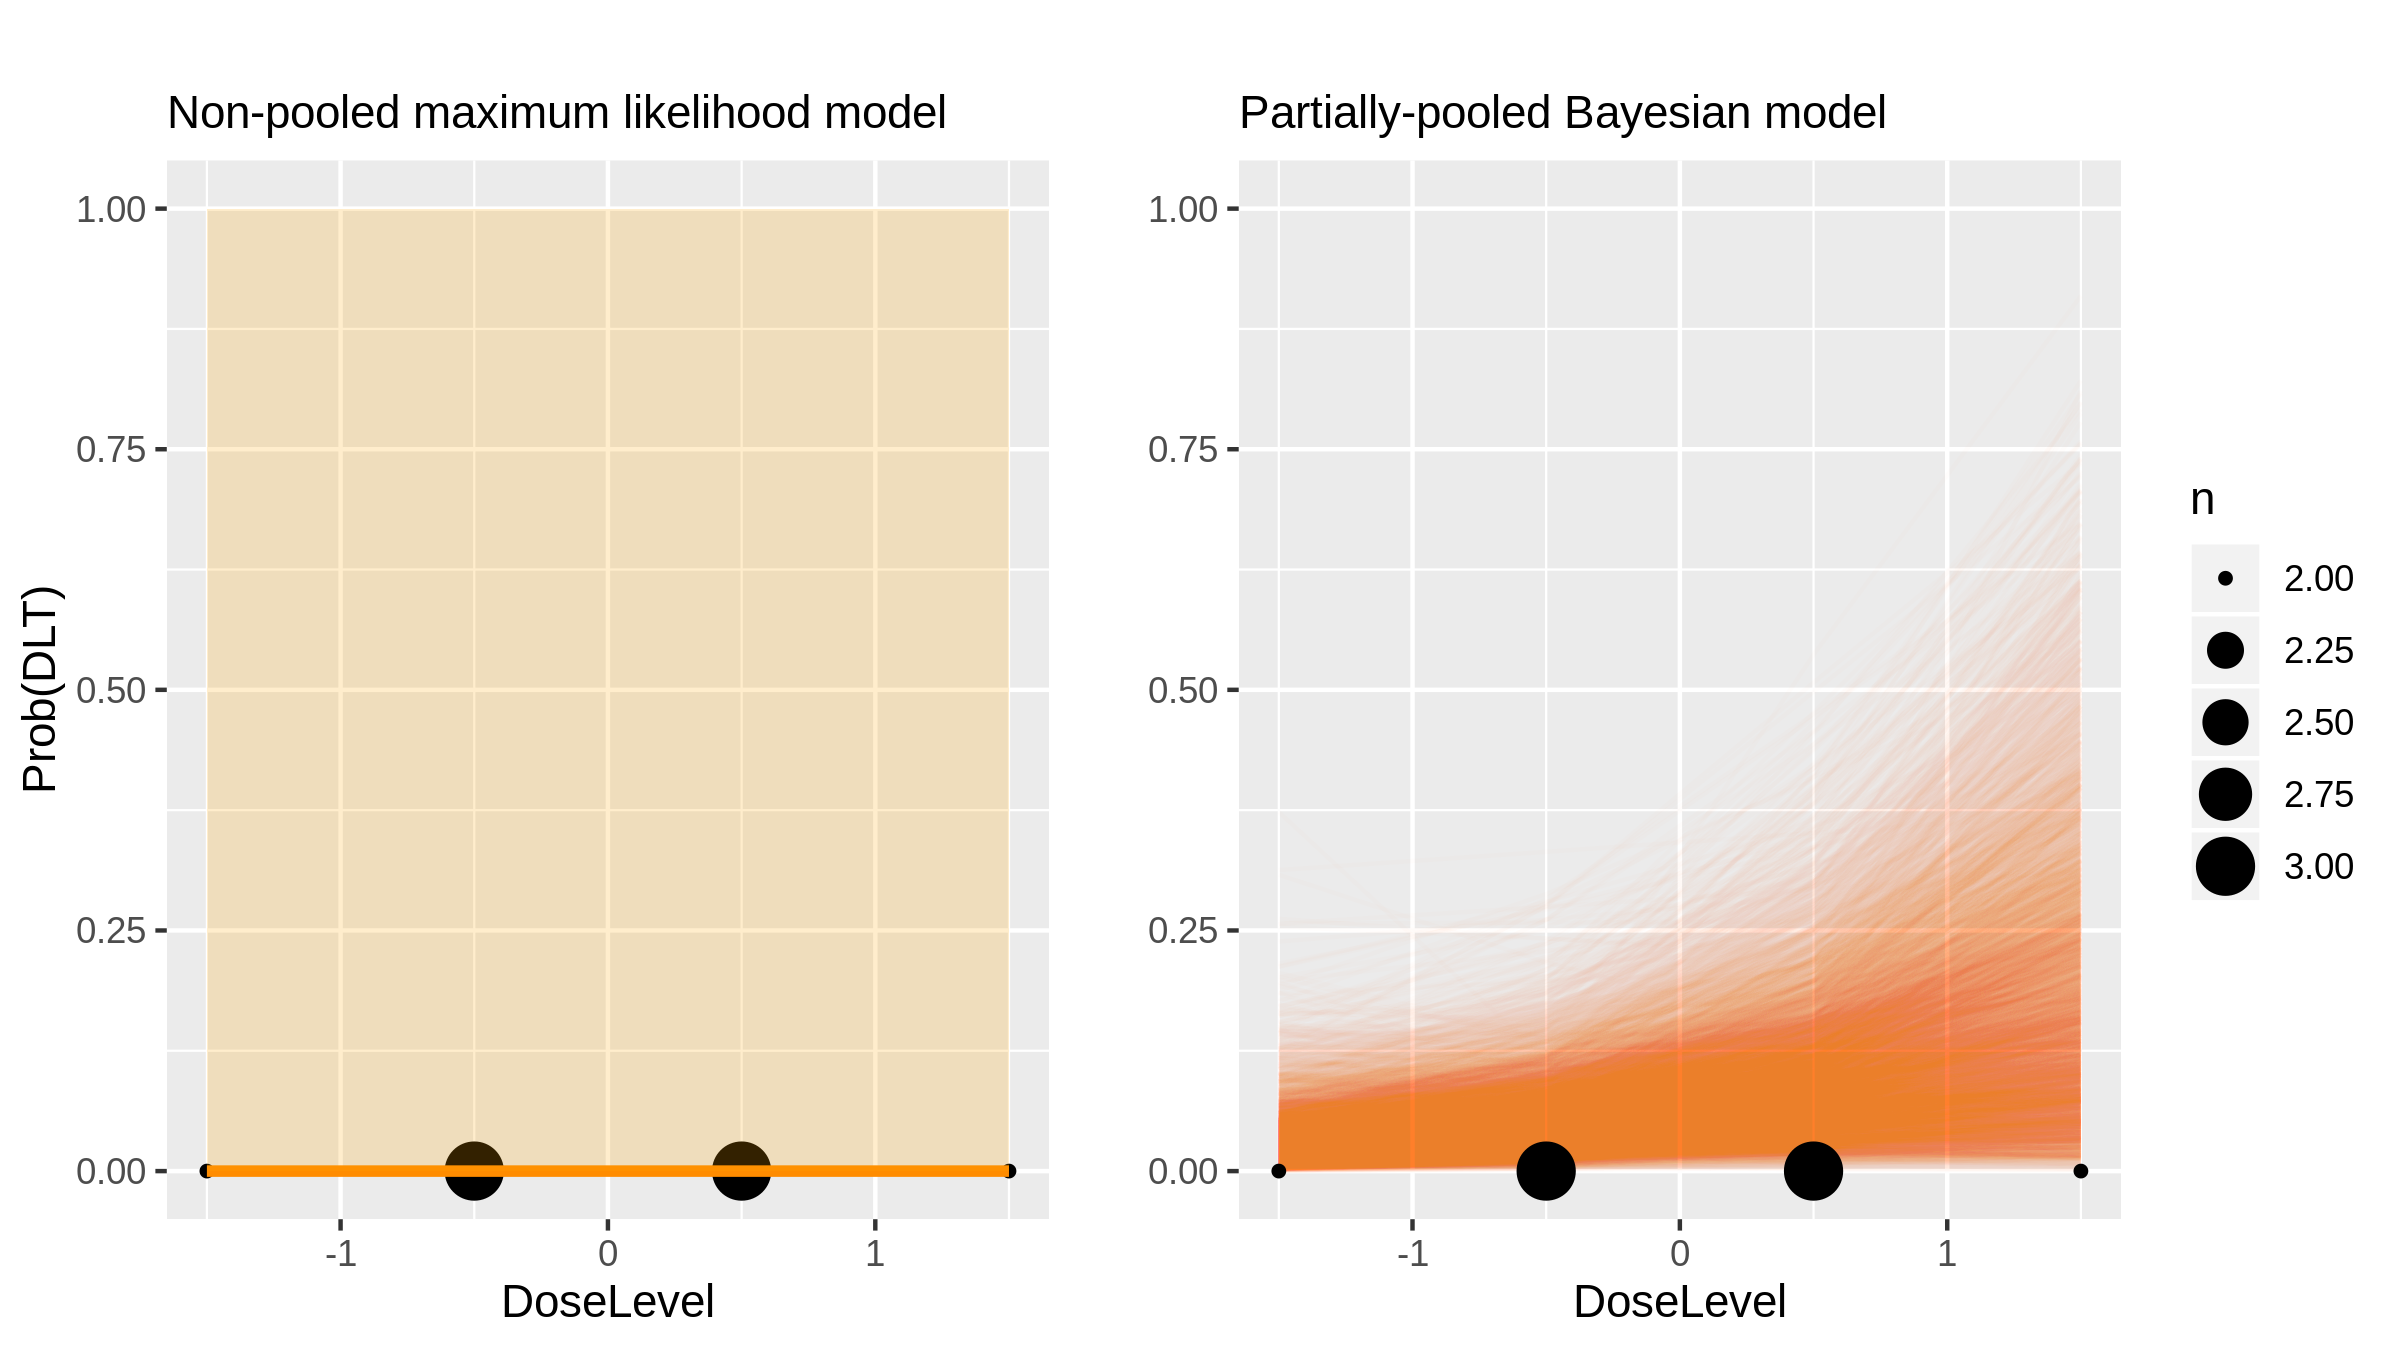 Non-pooled maximum likelihood model
Prob(DLT)
1.00
0.75
0.50
0.25
0.00
-1 0 1
DoseLevel
Partially-pooled Bayesian model
1.00
0.75
0.50
0.25
0.00
-1 0 1
DoseLevel
n
2.00
2.25
2.50
2.75
3.00